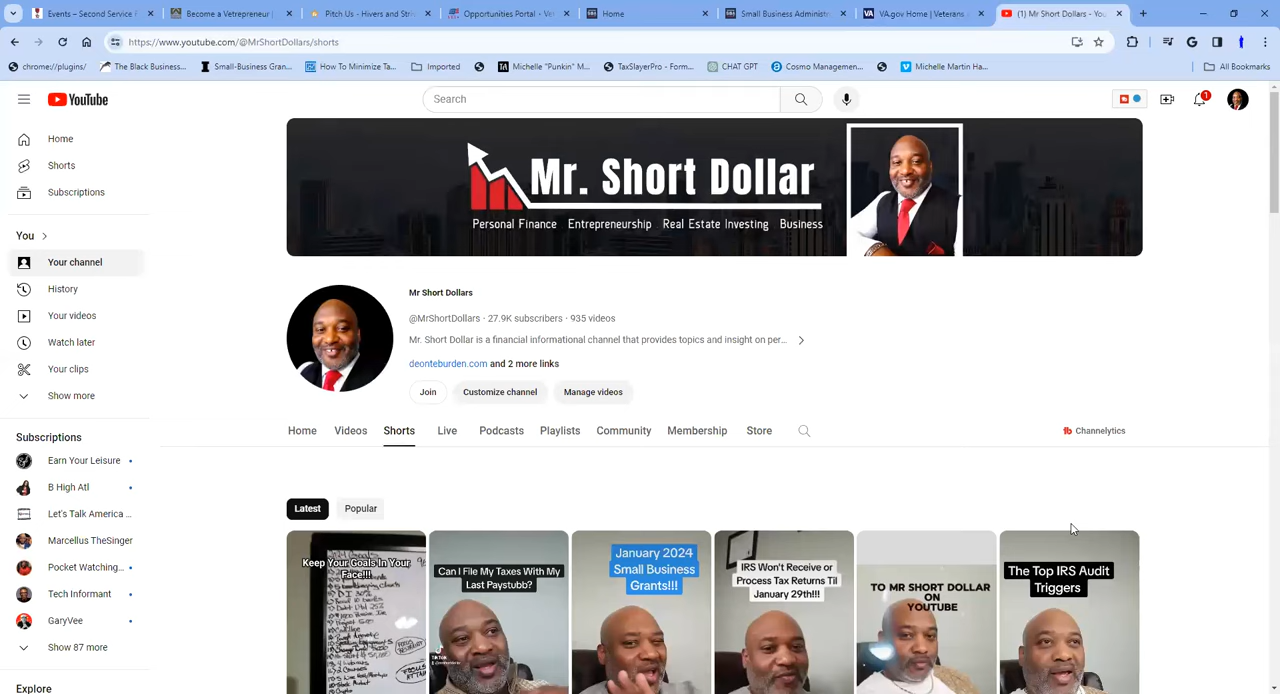 Events – Second Service F
Become a Vetrepreneur |
Pitch Us - Hivers and Stri
Opportunities Portal - Vet
Home
Small Business Administr
VA.gov Home | Veterans
(1) Mr Short Dollars - You
https://www.youtube.com/@MrShortDollars/shorts
chrome://plugins/
The Black Business...
Small-Business Gran...
How To Minimize Ta...
Imported
Michelle "Punkin" M...
TaxSlayerPro - Form...
CHAT GPT
Cosmo Managemen...
Michelle Martin Ha...
All Bookmarks
YouTube
Search
1
Home
Shorts
Subscriptions
You
Your channel
History
Your videos
Watch later
Your clips
Show more
Subscriptions
Earn Your Leisure
B High Atl
Let's Talk America ...
Marcellus TheSinger
Pocket Watching...
Tech Informant
GaryVee
Show 87 more
Explore
Mr. Short Dollar
Personal Finance Entrepreneurship Real Estate Investing Business
Mr Short Dollars
@MrShortDollars · 27.9K subscribers · 935 videos
Mr. Short Dollar is a financial informational channel that provides topics and insight on per...
deonteburden.com and 2 more links
Join
Customize channel
Manage videos
Home
Videos
Shorts
Live
Podcasts
Playlists
Community
Membership
Store
Channelytics
Latest
Popular
Keep Your Goals In Your
Face!!!
Can I File My Taxes With My
Last Paystubb?
TikTok
January 2024
Small Business
Grants!!!
IRS Won't Receive or
Process Tax Returns Til
January 29th!!!
TO MR SHORT DOLLAR
ON
YOUTUBE
The Top IRS Audit
Triggers